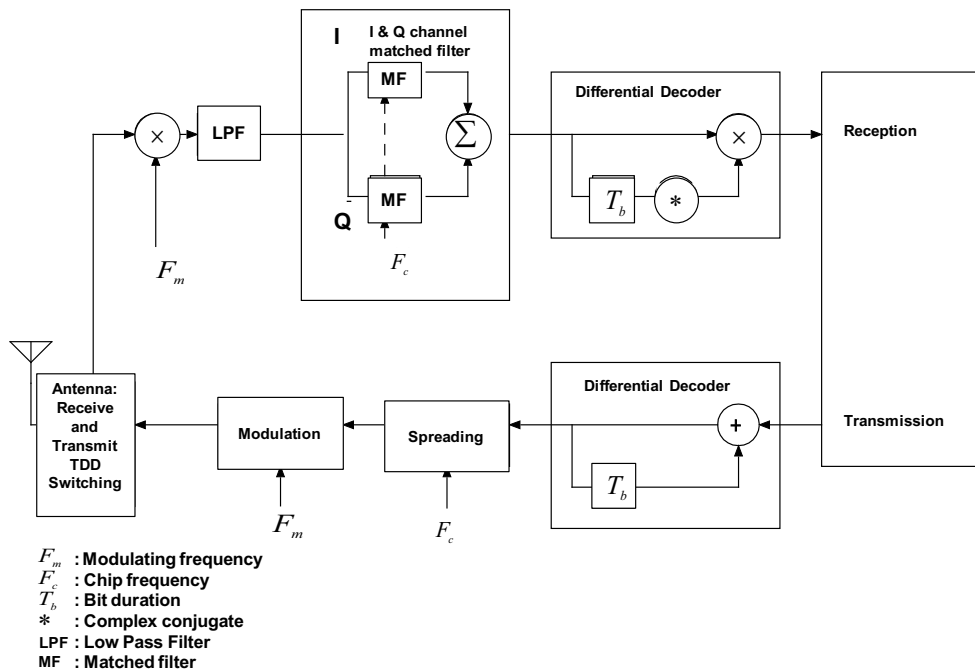 I
I & Q channel
matched filter
MF
Σ
MF
Q
F_c
×
LPF
F_m
Differential Decoder
×
T_b
*
Reception
Antenna:
Receive
and
Transmit
TDD
Switching
Modulation
F_m
Spreading
F_c
Differential Decoder
+
T_b
Transmission
F_m : Modulating frequency
F_c : Chip frequency
T_b : Bit duration
* : Complex conjugate
LPF : Low Pass Filter
MF : Matched filter